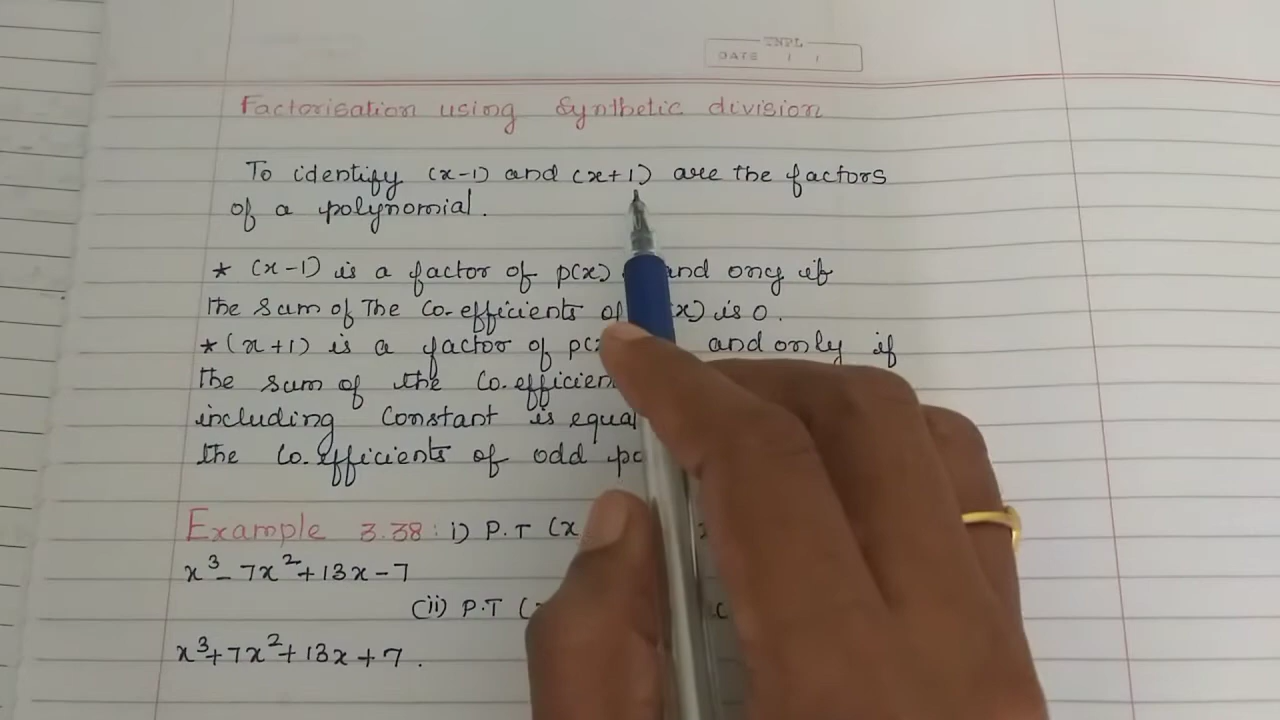 TNPL
DATE / /
Factorisation using Synthetic division
To identify (x-1) and (x+1) are the factors
of a polynomial.
* (x-1) is a factor of p(x) and only if
the sum of The Co-efficients of x) is 0.
* (x+1) is a factor of p( and only if
the sum of the Co.efficien
including Constant is equal
the Co.efficients of odd po
Example 3.38: i) P.T (x
x³-7x²+13x-7
(ii) P.T (
x³+7x²+13x+7.